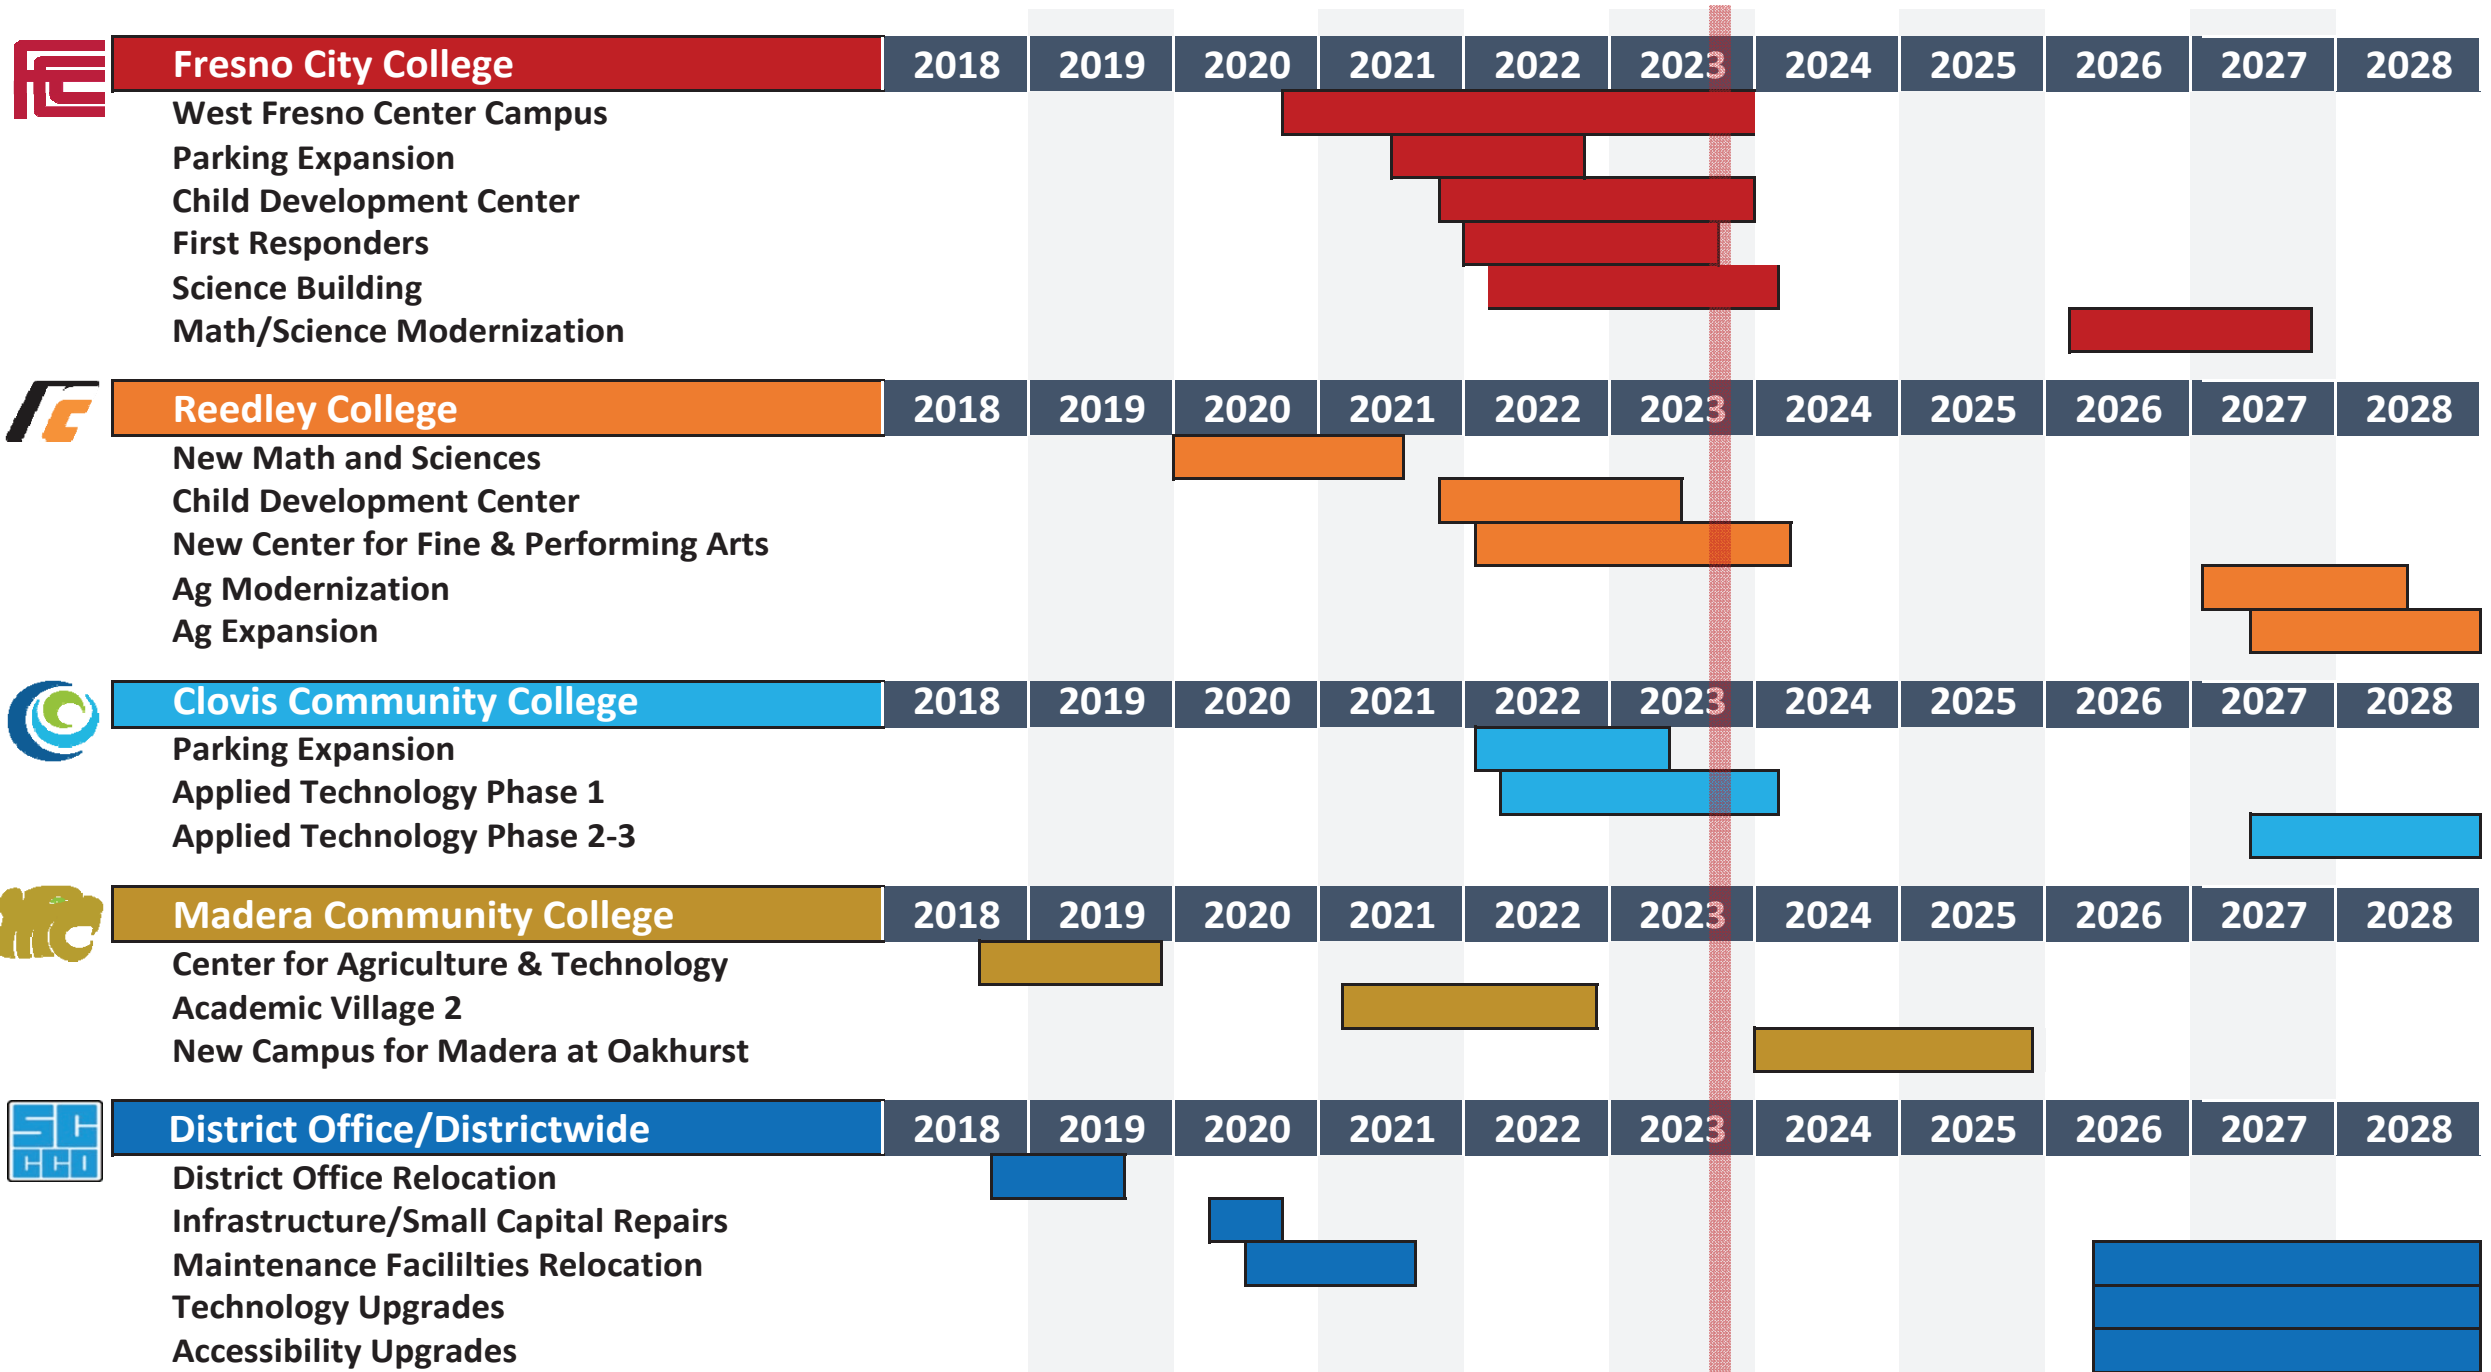 Fresno City College 2018 2019 2020 2021 2022 2023 2024 2025 2026 2027 2028
West Fresno Center Campus
Parking Expansion
Child Development Center
First Responders
Science Building
Math/Science Modernization
Reedley College 2018 2019 2020 2021 2022 2023 2024 2025 2026 2027 2028
New Math and Sciences
Child Development Center
New Center for Fine & Performing Arts
Ag Modernization
Ag Expansion
Clovis Community College 2018 2019 2020 2021 2022 2023 2024 2025 2026 2027 2028
Parking Expansion
Applied Technology Phase 1
Applied Technology Phase 2-3
Madera Community College 2018 2019 2020 2021 2022 2023 2024 2025 2026 2027 2028
Center for Agriculture & Technology
Academic Village 2
New Campus for Madera at Oakhurst
SC
CCD
District Office/Districtwide 2018 2019 2020 2021 2022 2023 2024 2025 2026 2027 2028
District Office Relocation
Infrastructure/Small Capital Repairs
Maintenance Facililties Relocation
Technology Upgrades
Accessibility Upgrades